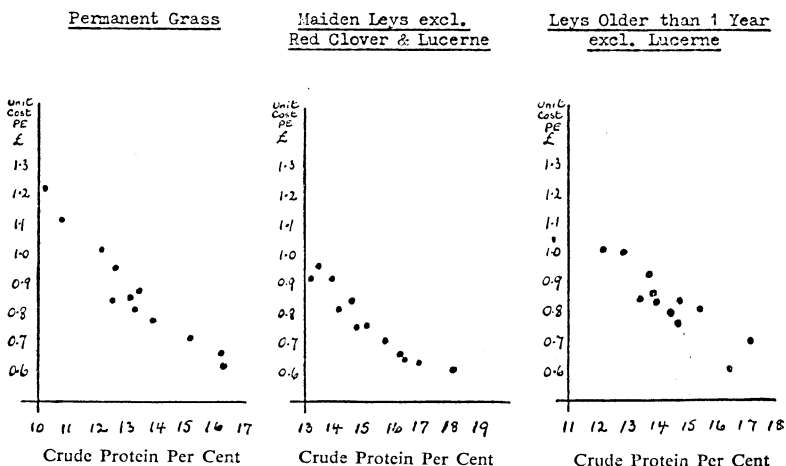 Permanent Grass
Unit
Cost
PE
£
1.3
1.2
1.1
1.0
0.9
0.8
0.7
0.6
10 11 12 13 14 15 16 17
Crude Protein Per Cent
Maiden Leys excl.
Red Clover & Lucerne
Unit
Cost
PE
£
1.3
1.2
1.1
1.0
0.9
0.8
0.7
0.6
13 14 15 16 17 18 19
Crude Protein Per Cent
Leys Older than 1 Year
excl. Lucerne
Unit
Cost
PE
£
1.3
1.2
1.1
1.0
0.9
0.8
0.7
0.6
11 12 13 14 15 16 17 18
Crude Protein Per Cent